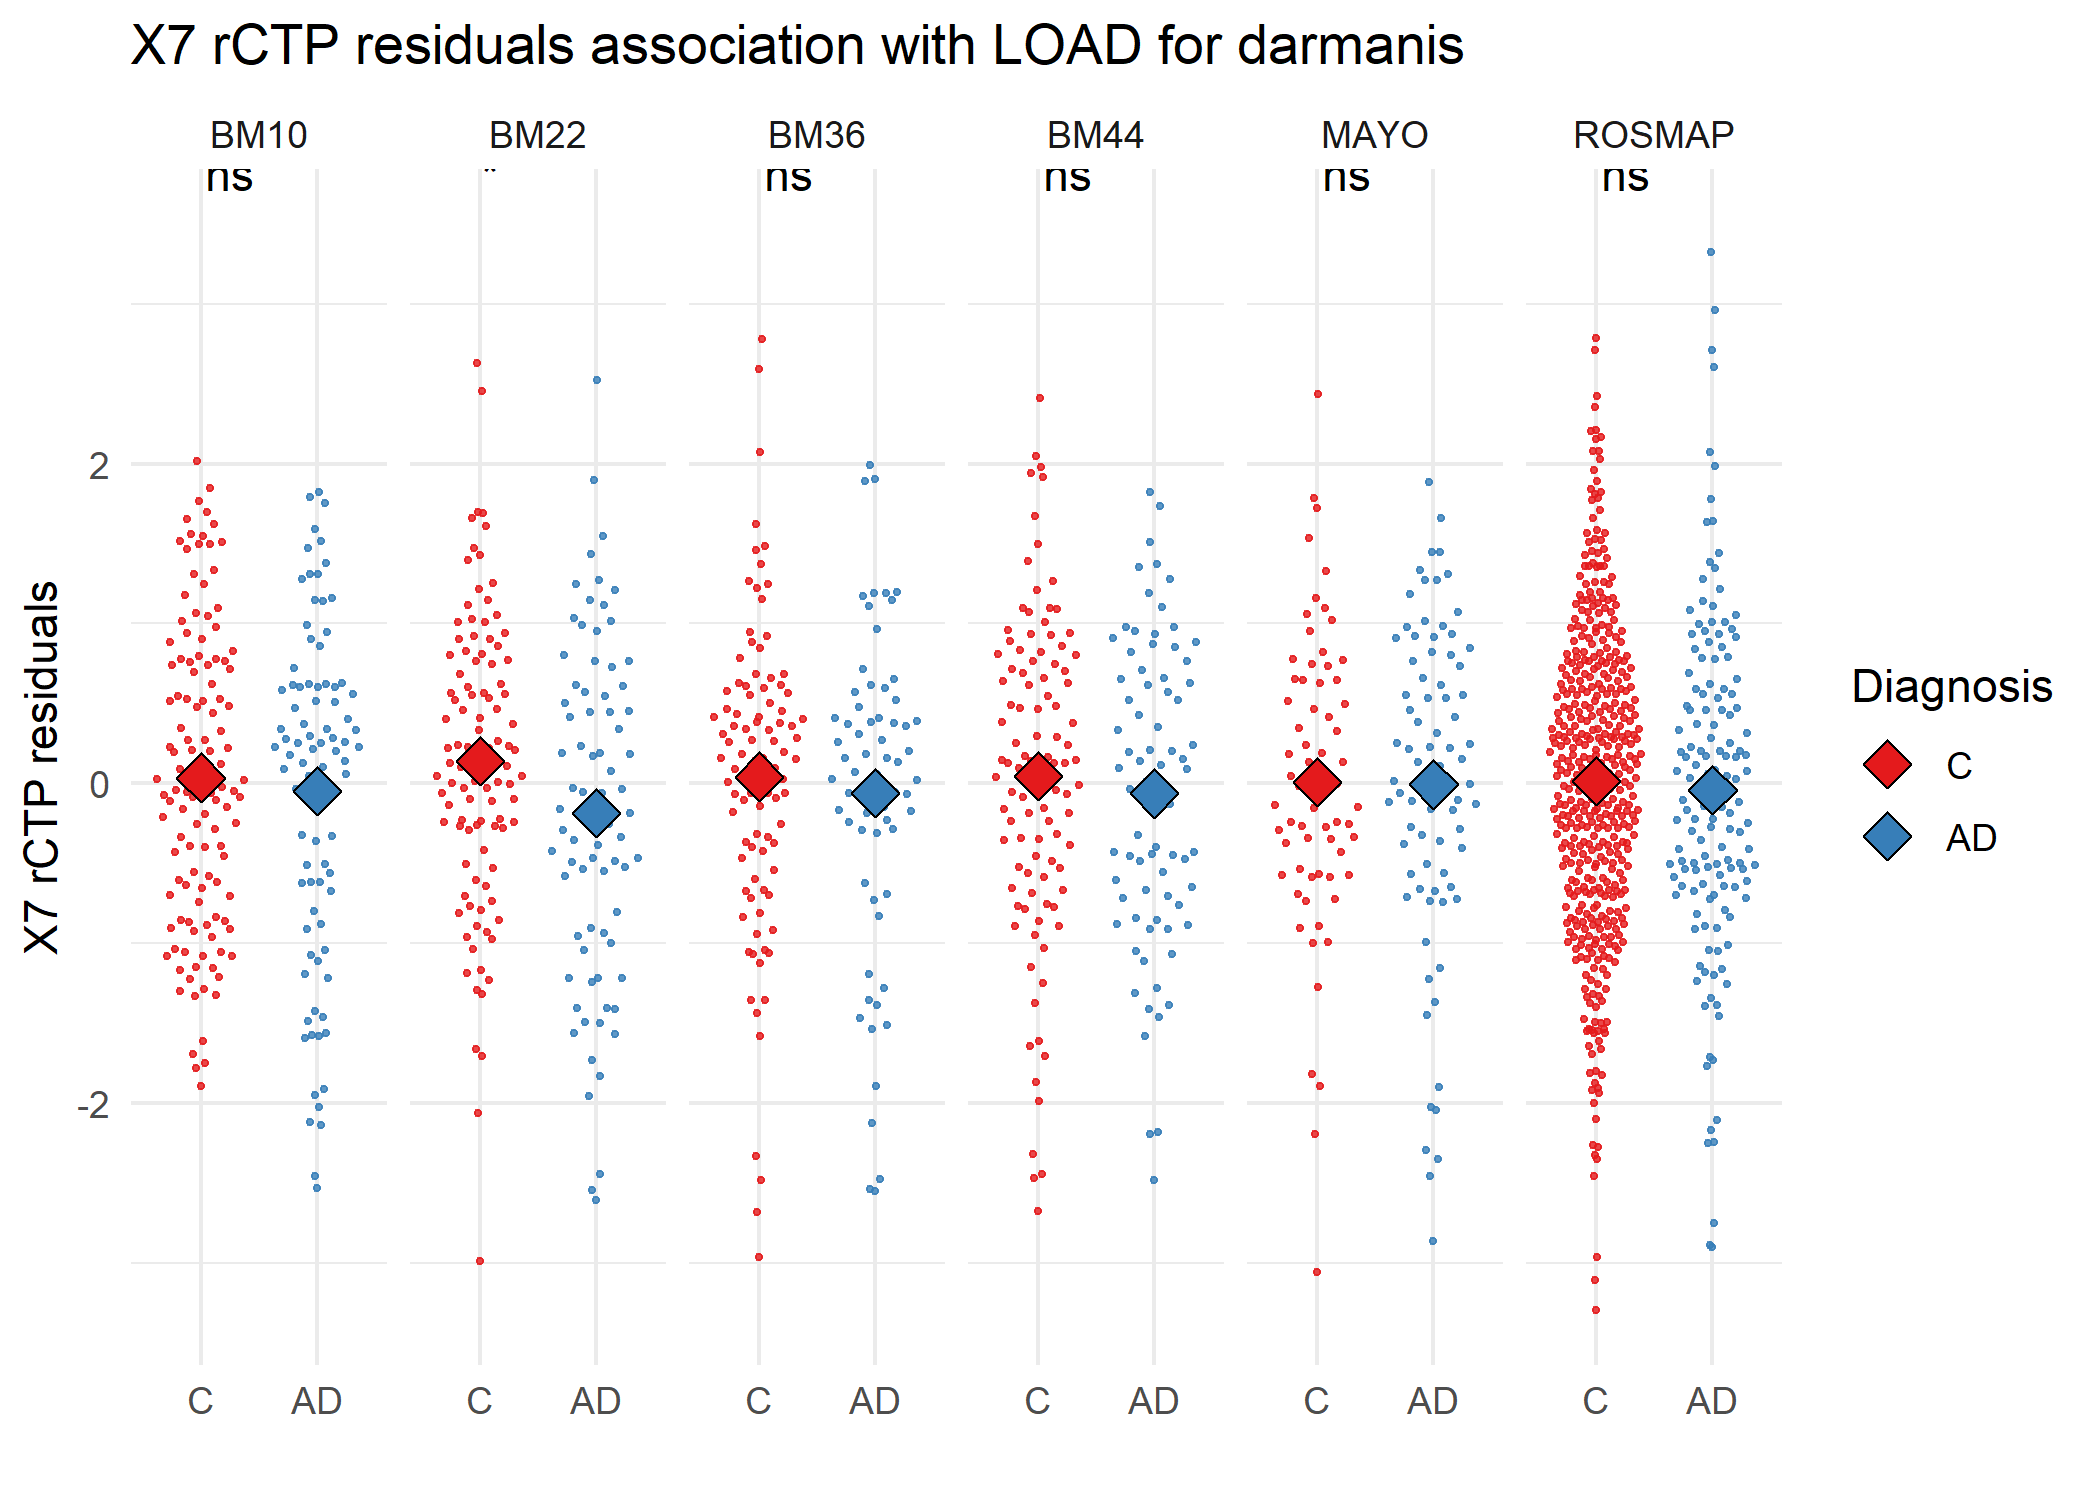 X7 rCTP residuals association with LOAD for darmanis
BM10 BM22 BM36 BM44 MAYO ROSMAP
ns * ns ns ns ns
X7 rCTP residuals
2
0
-2
C AD C AD C AD C AD C AD C AD
Diagnosis
C
AD